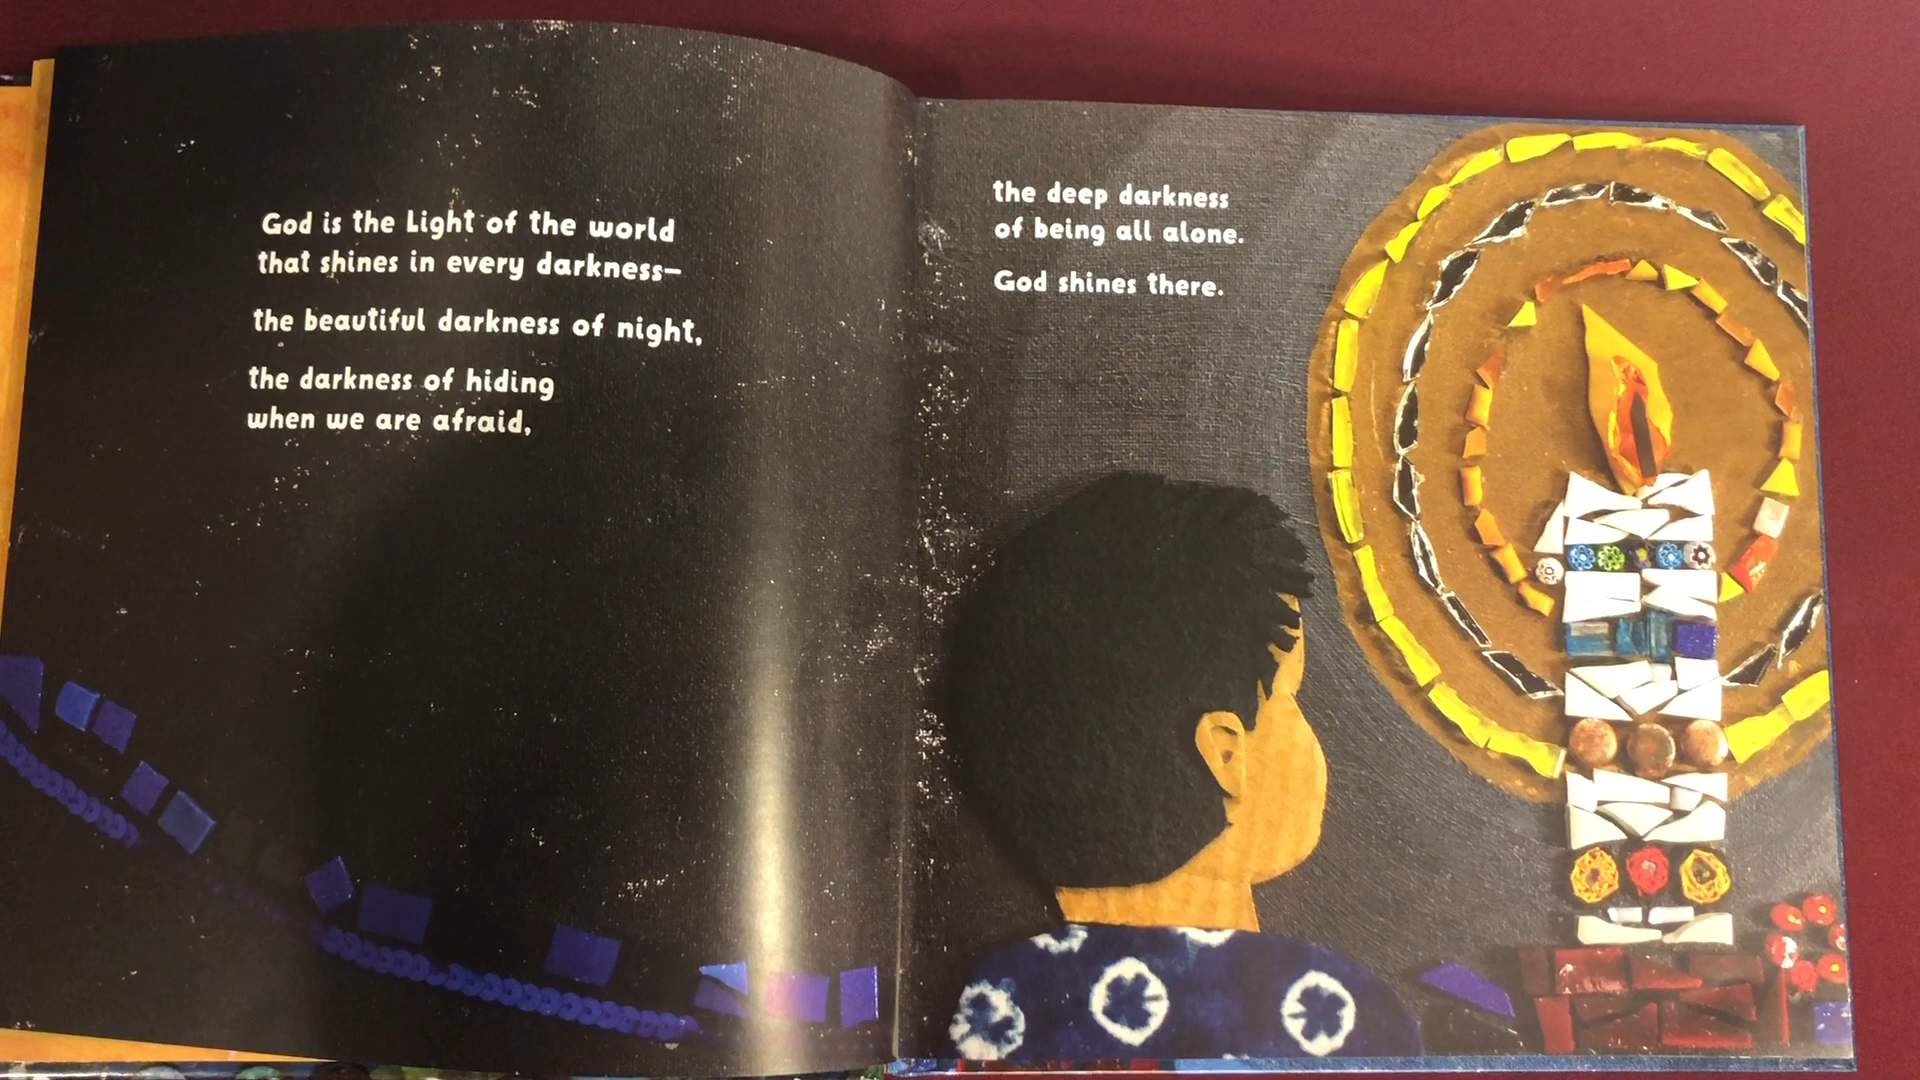 God is the Light of the world
that shines in every darkness—
the beautiful darkness of night,
the darkness of hiding
when we are afraid,
the deep darkness
of being all alone.
God shines there.